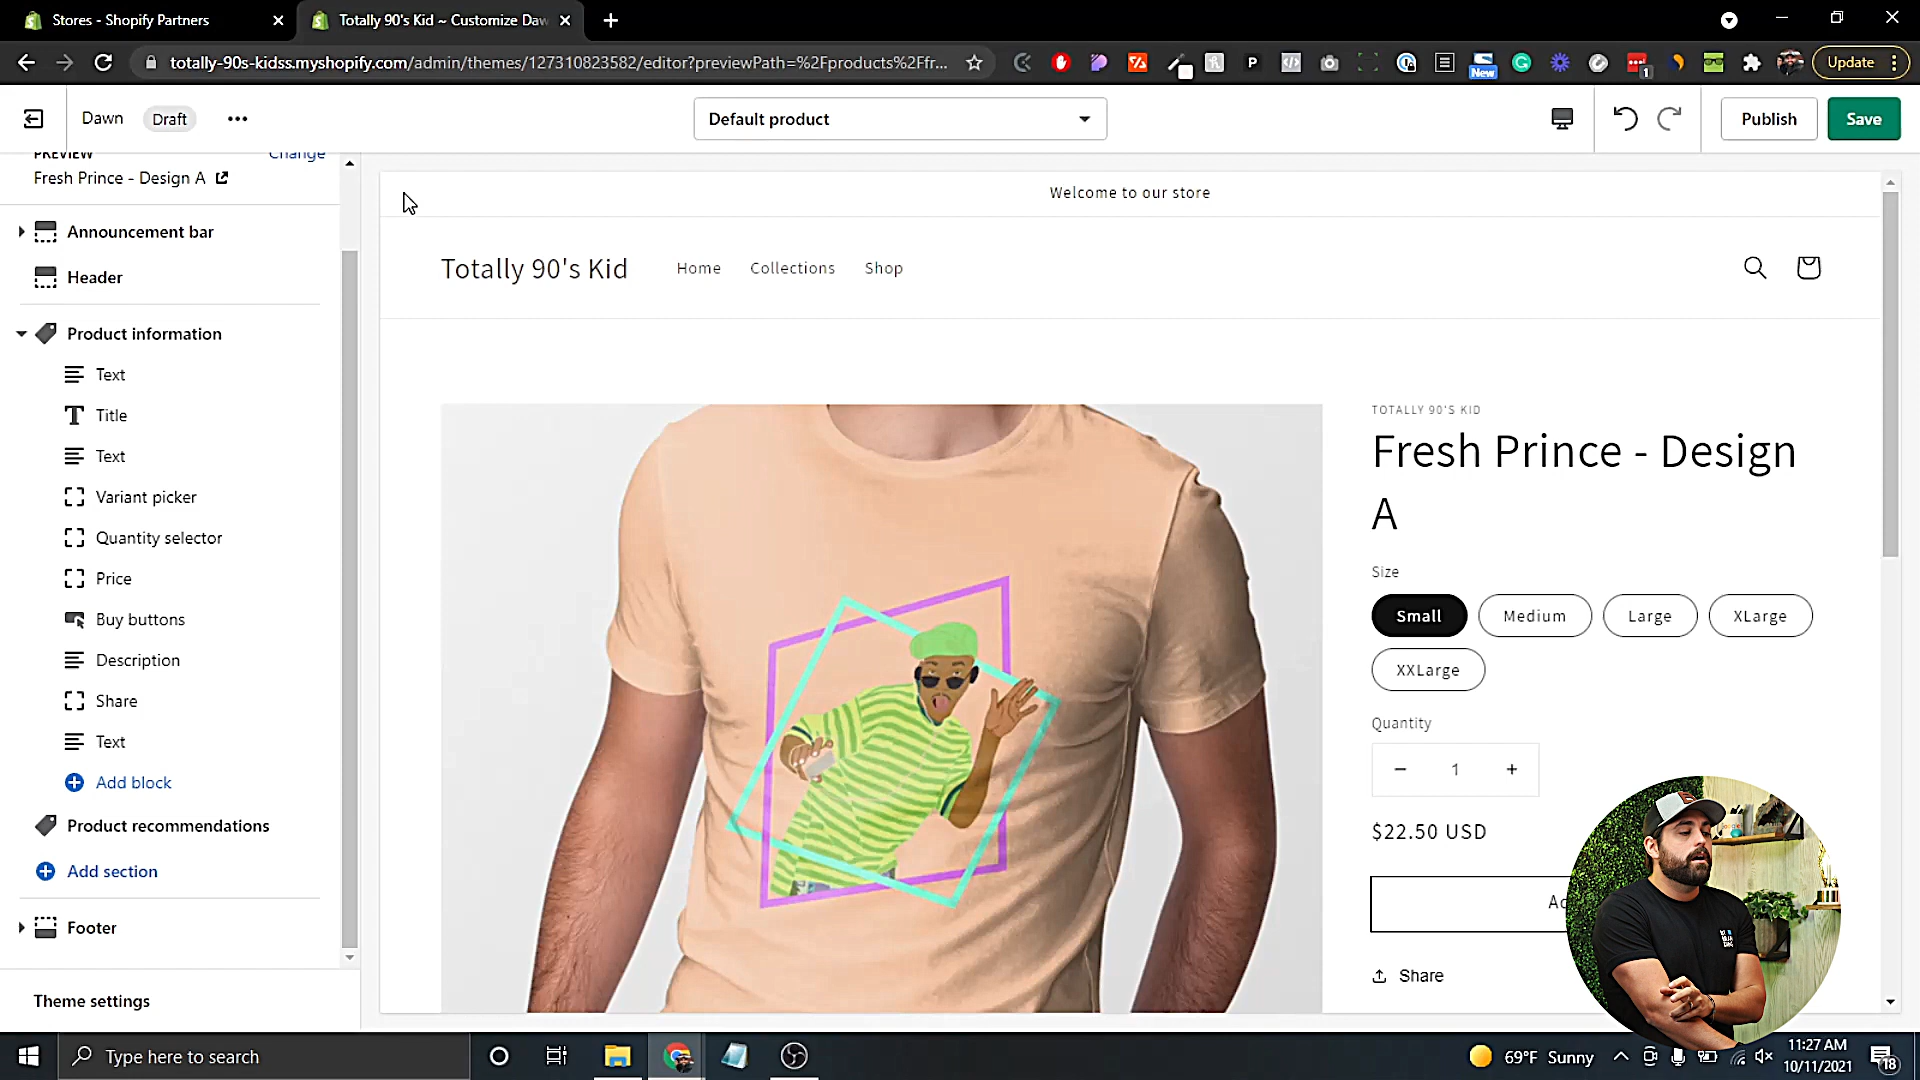 Stores - Shopify Partners
Totally 90's Kid ~ Customize Daw
totally-90s-kidss.myshopify.com/admin/themes/127310823582/editor?previewPath=%2Fproducts%2Ffr...
New
1
Update
Dawn
Draft
Default product
Publish
Save
PREVIEW
Change
Fresh Prince - Design A
Announcement bar
Header
Product information
Text
Title
Text
Variant picker
Quantity selector
Price
Buy buttons
Description
Share
Text
Add block
Product recommendations
Add section
Footer
Theme settings
Welcome to our store
Totally 90's Kid
Home
Collections
Shop
TOTALLY 90'S KID
Fresh Prince - Design
A
Size
Small
Medium
Large
XLarge
XXLarge
Quantity
1
$22.50 USD
Share
Type here to search
69°F Sunny
11:27 AM
10/11/2021
18